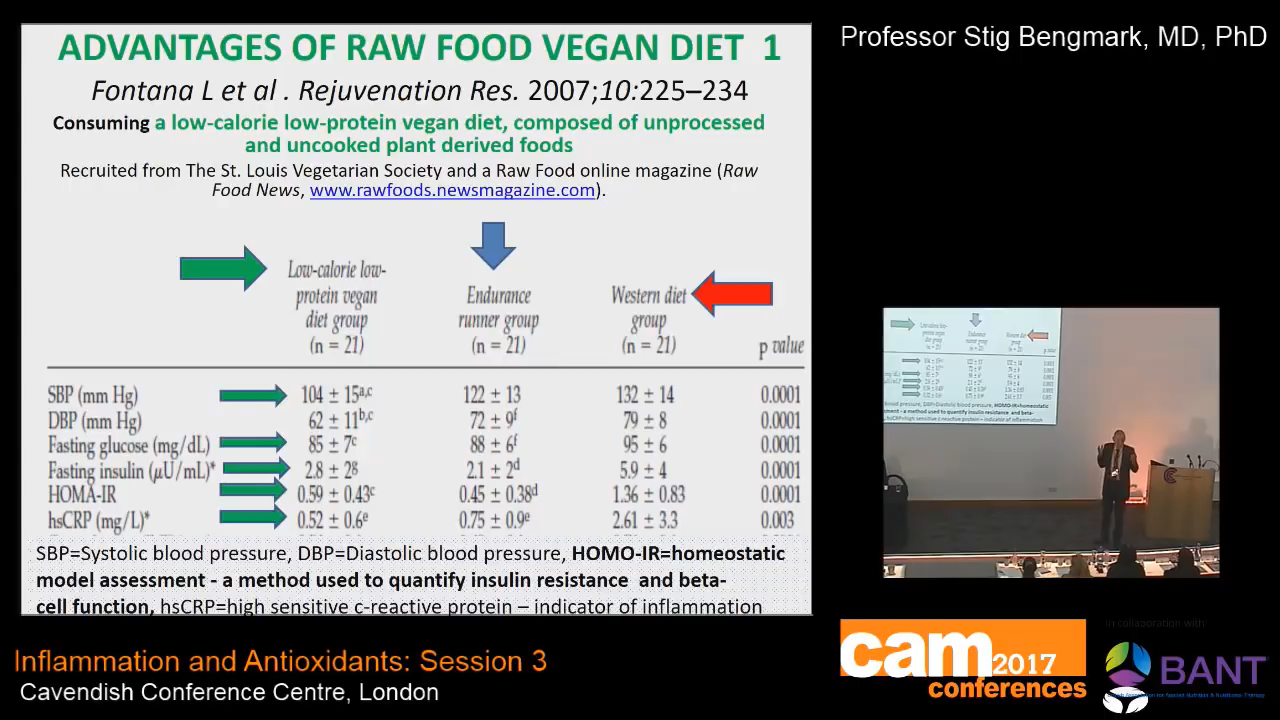 ADVANTAGES OF RAW FOOD VEGAN DIET 1
Fontana L et al . Rejuvenation Res. 2007;10:225–234
Consuming a low-calorie low-protein vegan diet, composed of unprocessed
and uncooked plant derived foods
Recruited from The St. Louis Vegetarian Society and a Raw Food online magazine (Raw
Food News, www.rawfoods.newsmagazine.com).
Low-calorie low-
protein vegan
diet group
(n = 21)
Endurance
runner group
(n = 21)
Western diet
group
(n = 21)
p value
SBP (mm Hg) 104 ± 15a,c 122 ± 13 132 ± 14 0.0001
DBP (mm Hg) 62 ± 11b,c 72 ± 9f 79 ± 8 0.0001
Fasting glucose (mg/dL) 85 ± 7c 88 ± 6f 95 ± 6 0.0001
Fasting insulin (μU/mL)* 2.8 ± 2g 2.1 ± 2d 5.9 ± 4 0.0001
HOMA-IR 0.59 ± 0.43c 0.45 ± 0.38d 1.36 ± 0.83 0.0001
hsCRP (mg/L)* 0.52 ± 0.6e 0.75 ± 0.9e 2.61 ± 3.3 0.003
SBP=Systolic blood pressure, DBP=Diastolic blood pressure, HOMO-IR=homeostatic
model assessment - a method used to quantify insulin resistance and beta-
cell function, hsCRP=high sensitive c-reactive protein – indicator of inflammation
Professor Stig Bengmark, MD, PhD
Inflammation and Antioxidants: Session 3
Cavendish Conference Centre, London
cam 2017
conferences
In collaboration with
BANT